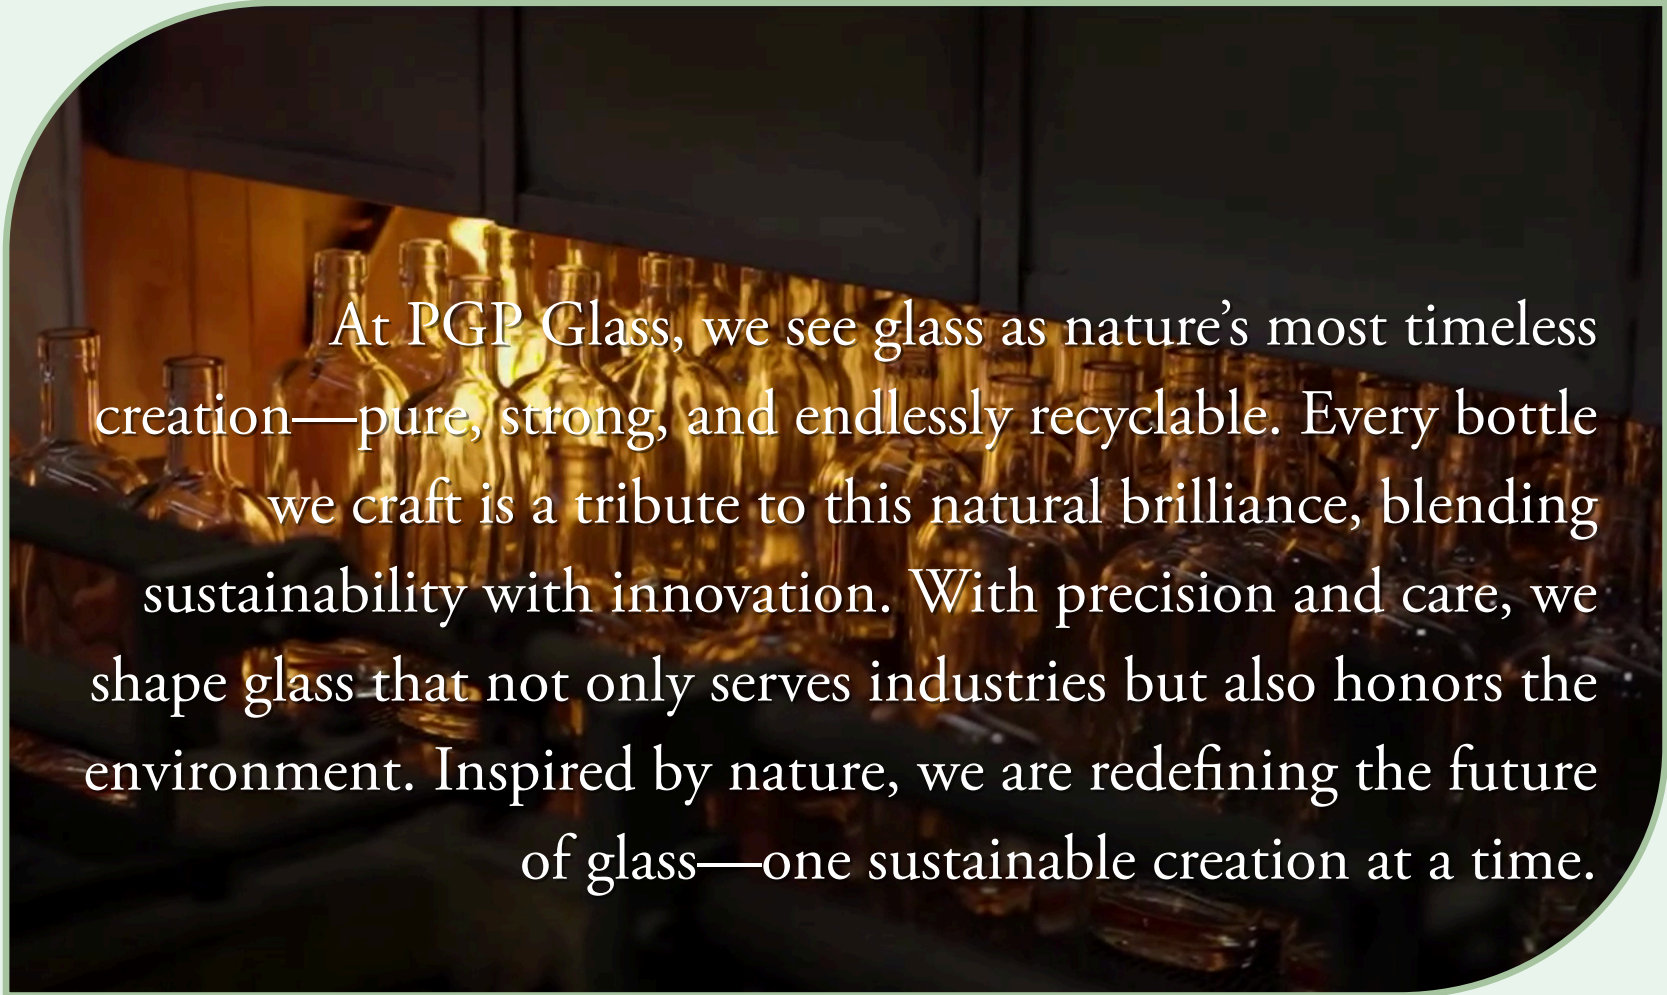 At PGP Glass, we see glass as nature’s most timeless
creation—pure, strong, and endlessly recyclable. Every bottle
we craft is a tribute to this natural brilliance, blending
sustainability with innovation. With precision and care, we
shape glass that not only serves industries but also honors the
environment. Inspired by nature, we are redefining the future
of glass—one sustainable creation at a time.